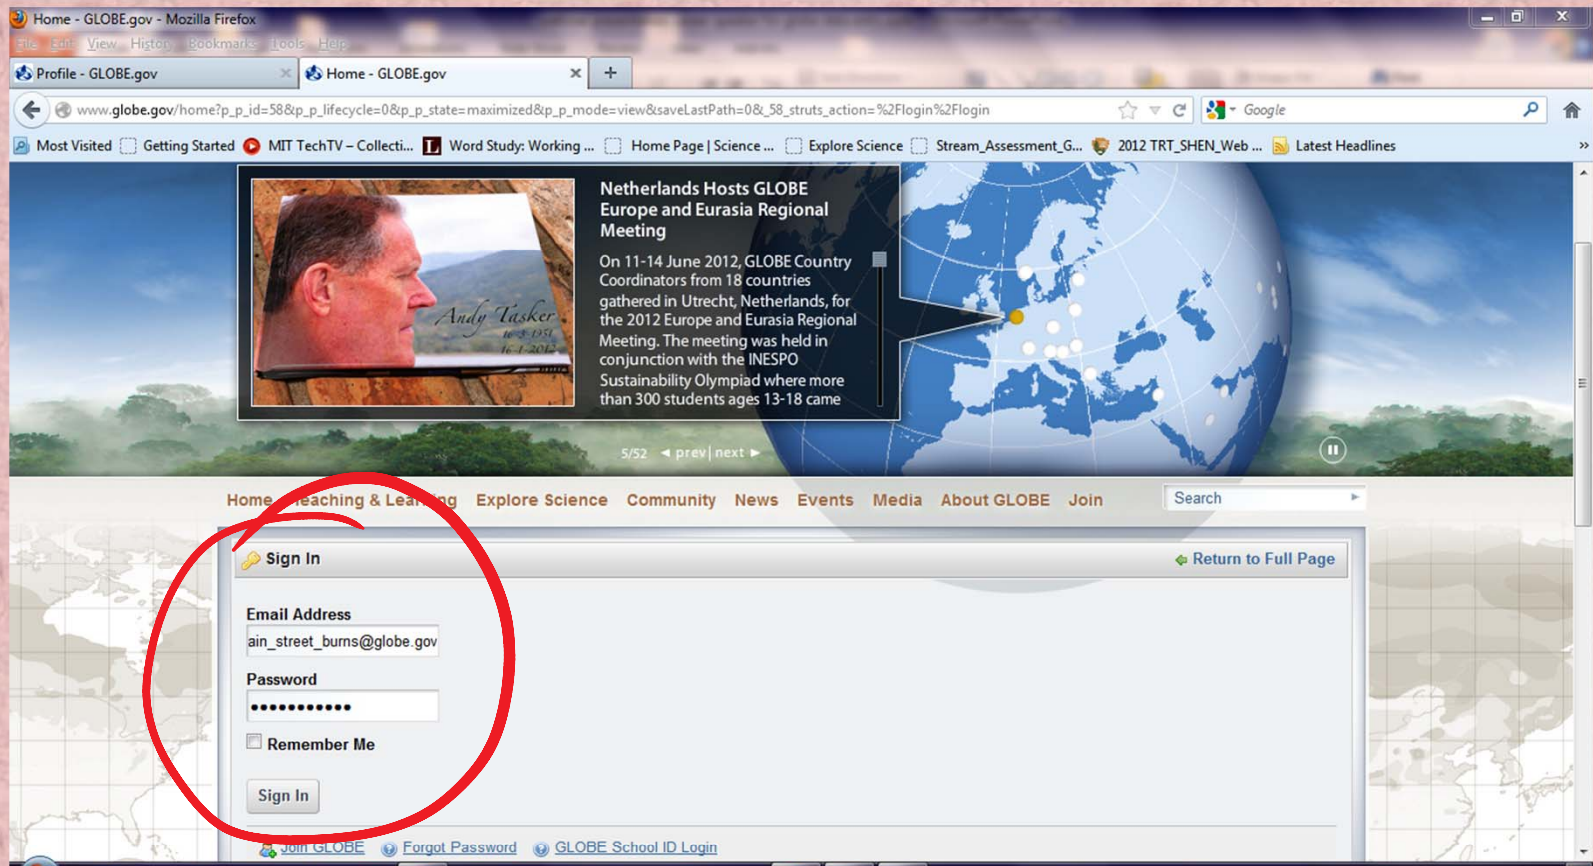 Home - GLOBE.gov - Mozilla Firefox
File Edit View History Bookmarks Tools Help
Profile - GLOBE.gov
Home - GLOBE.gov
www.globe.gov/home?p_p_id=58&p_p_lifecycle=0&p_p_state=maximized&p_p_mode=view&saveLastPath=0&_58_struts_action=%2Flogin%2Flogin
Google
Most Visited Getting Started MIT TechTV – Collecti... Word Study: Working ... Home Page | Science ... Explore Science Stream_Assessment_G... 2012 TRT_SHEN_Web ... Latest Headlines »
Netherlands Hosts GLOBE
Europe and Eurasia Regional
Meeting
On 11-14 June 2012, GLOBE Country
Coordinators from 18 countries
gathered in Utrecht, Netherlands, for
the 2012 Europe and Eurasia Regional
Meeting. The meeting was held in
conjunction with the INESPO
Sustainability Olympiad where more
than 300 students ages 13-18 came
Andy Tasker
16-1-2012
5/52 ◄ prev | next ►
Home Teaching & Learning Explore Science Community News Events Media About GLOBE Join
Search
Sign In
Return to Full Page
Email Address
ain_street_burns@globe.gov
Password
•••••••••••
Remember Me
Sign In
Join GLOBE Forgot Password GLOBE School ID Login